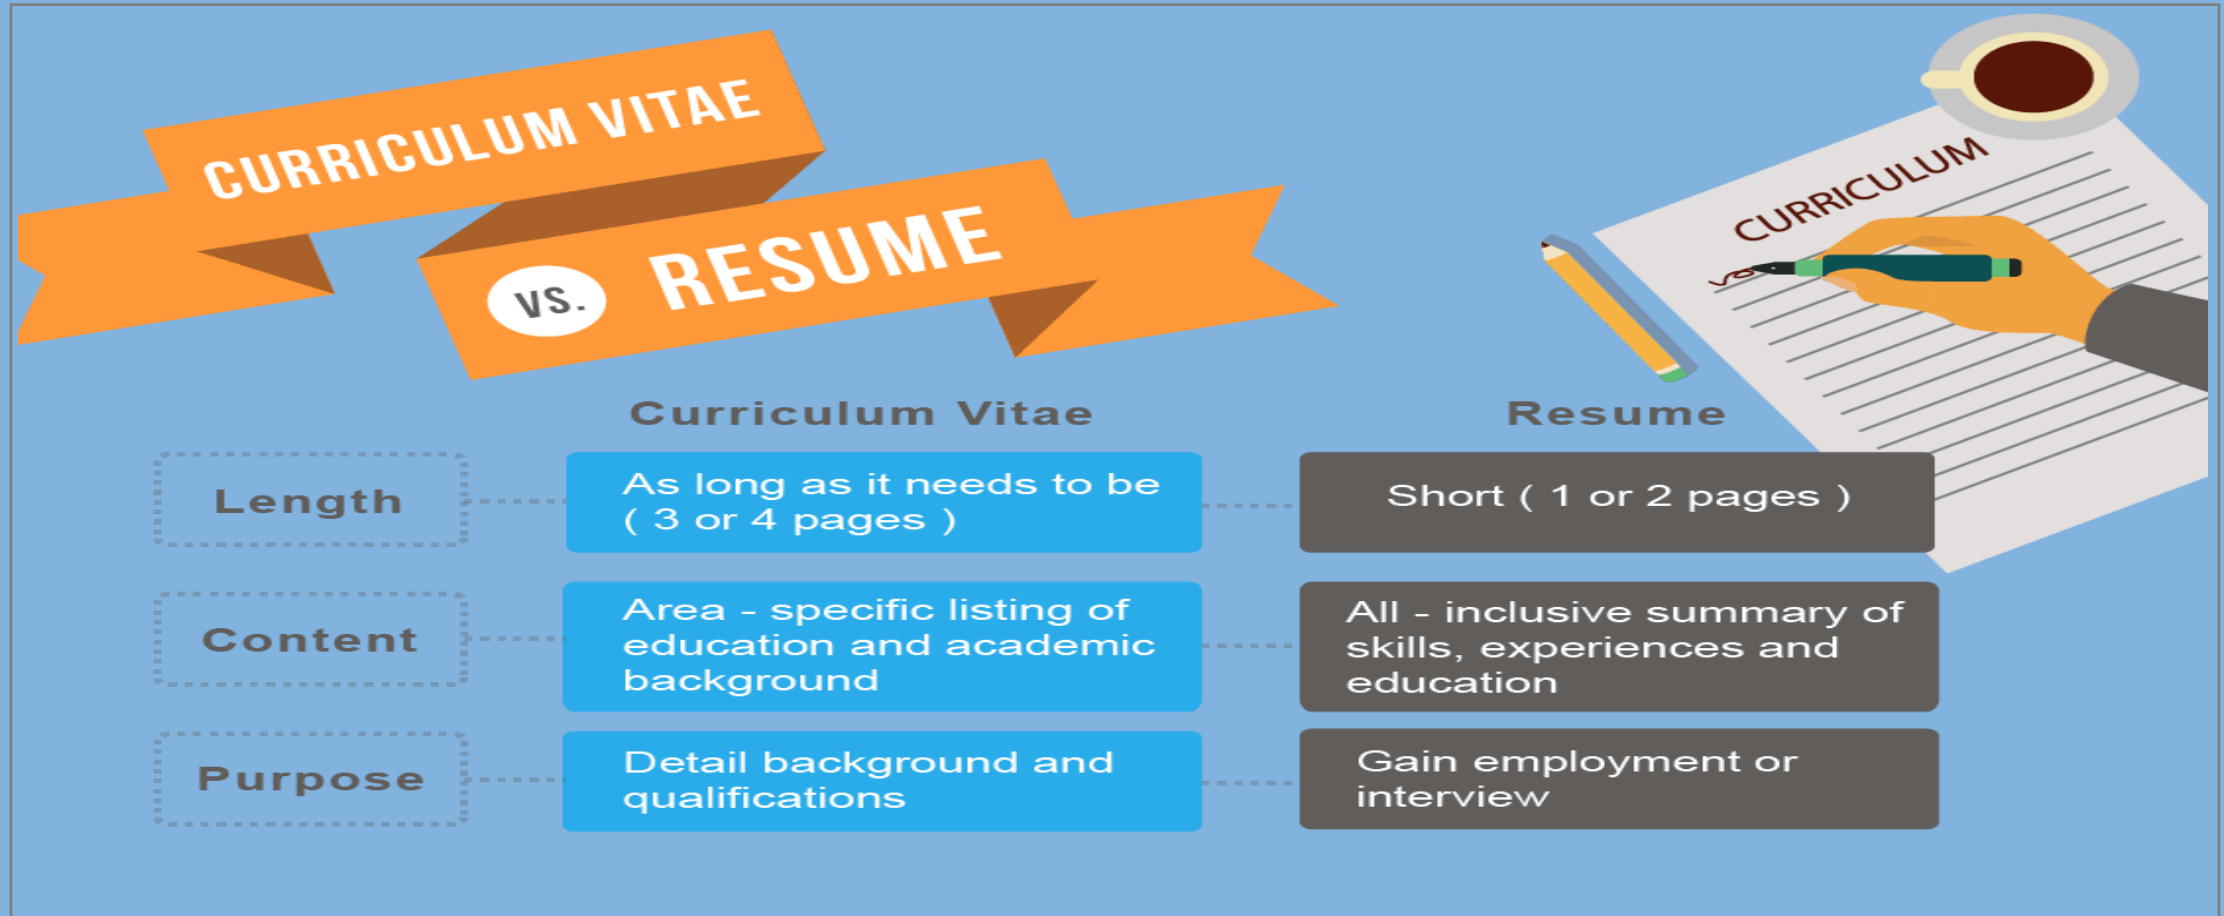 CURRICULUM VITAE
VS. RESUME
CURRICULUM
Curriculum Vitae
Resume
Length
As long as it needs to be
( 3 or 4 pages )
Short ( 1 or 2 pages )
Content
Area - specific listing of
education and academic
background
All - inclusive summary of
skills, experiences and
education
Purpose
Detail background and
qualifications
Gain employment or
interview